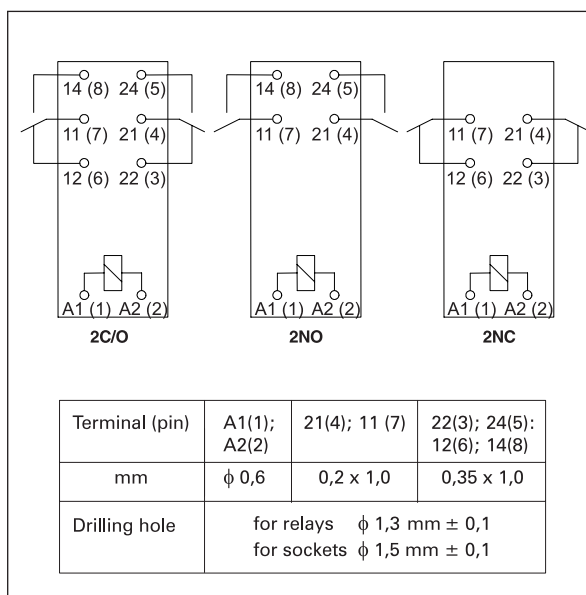 14 (8) 24 (5)
11 (7) 21 (4)
12 (6) 22 (3)
A1 (1) A2 (2)
2C/O
14 (8) 24 (5)
11 (7) 21 (4)
A1 (1) A2 (2)
2NO
11 (7) 21 (4)
12 (6) 22 (3)
A1 (1) A2 (2)
2NC
Terminal (pin) A1(1); 21(4); 11 (7) 22(3); 24(5):
A2(2) 12(6); 14(8)
mm ϕ 0,6 0,2 x 1,0 0,35 x 1,0
Drilling hole for relays ϕ 1,3 mm ± 0,1
for sockets ϕ 1,5 mm ± 0,1